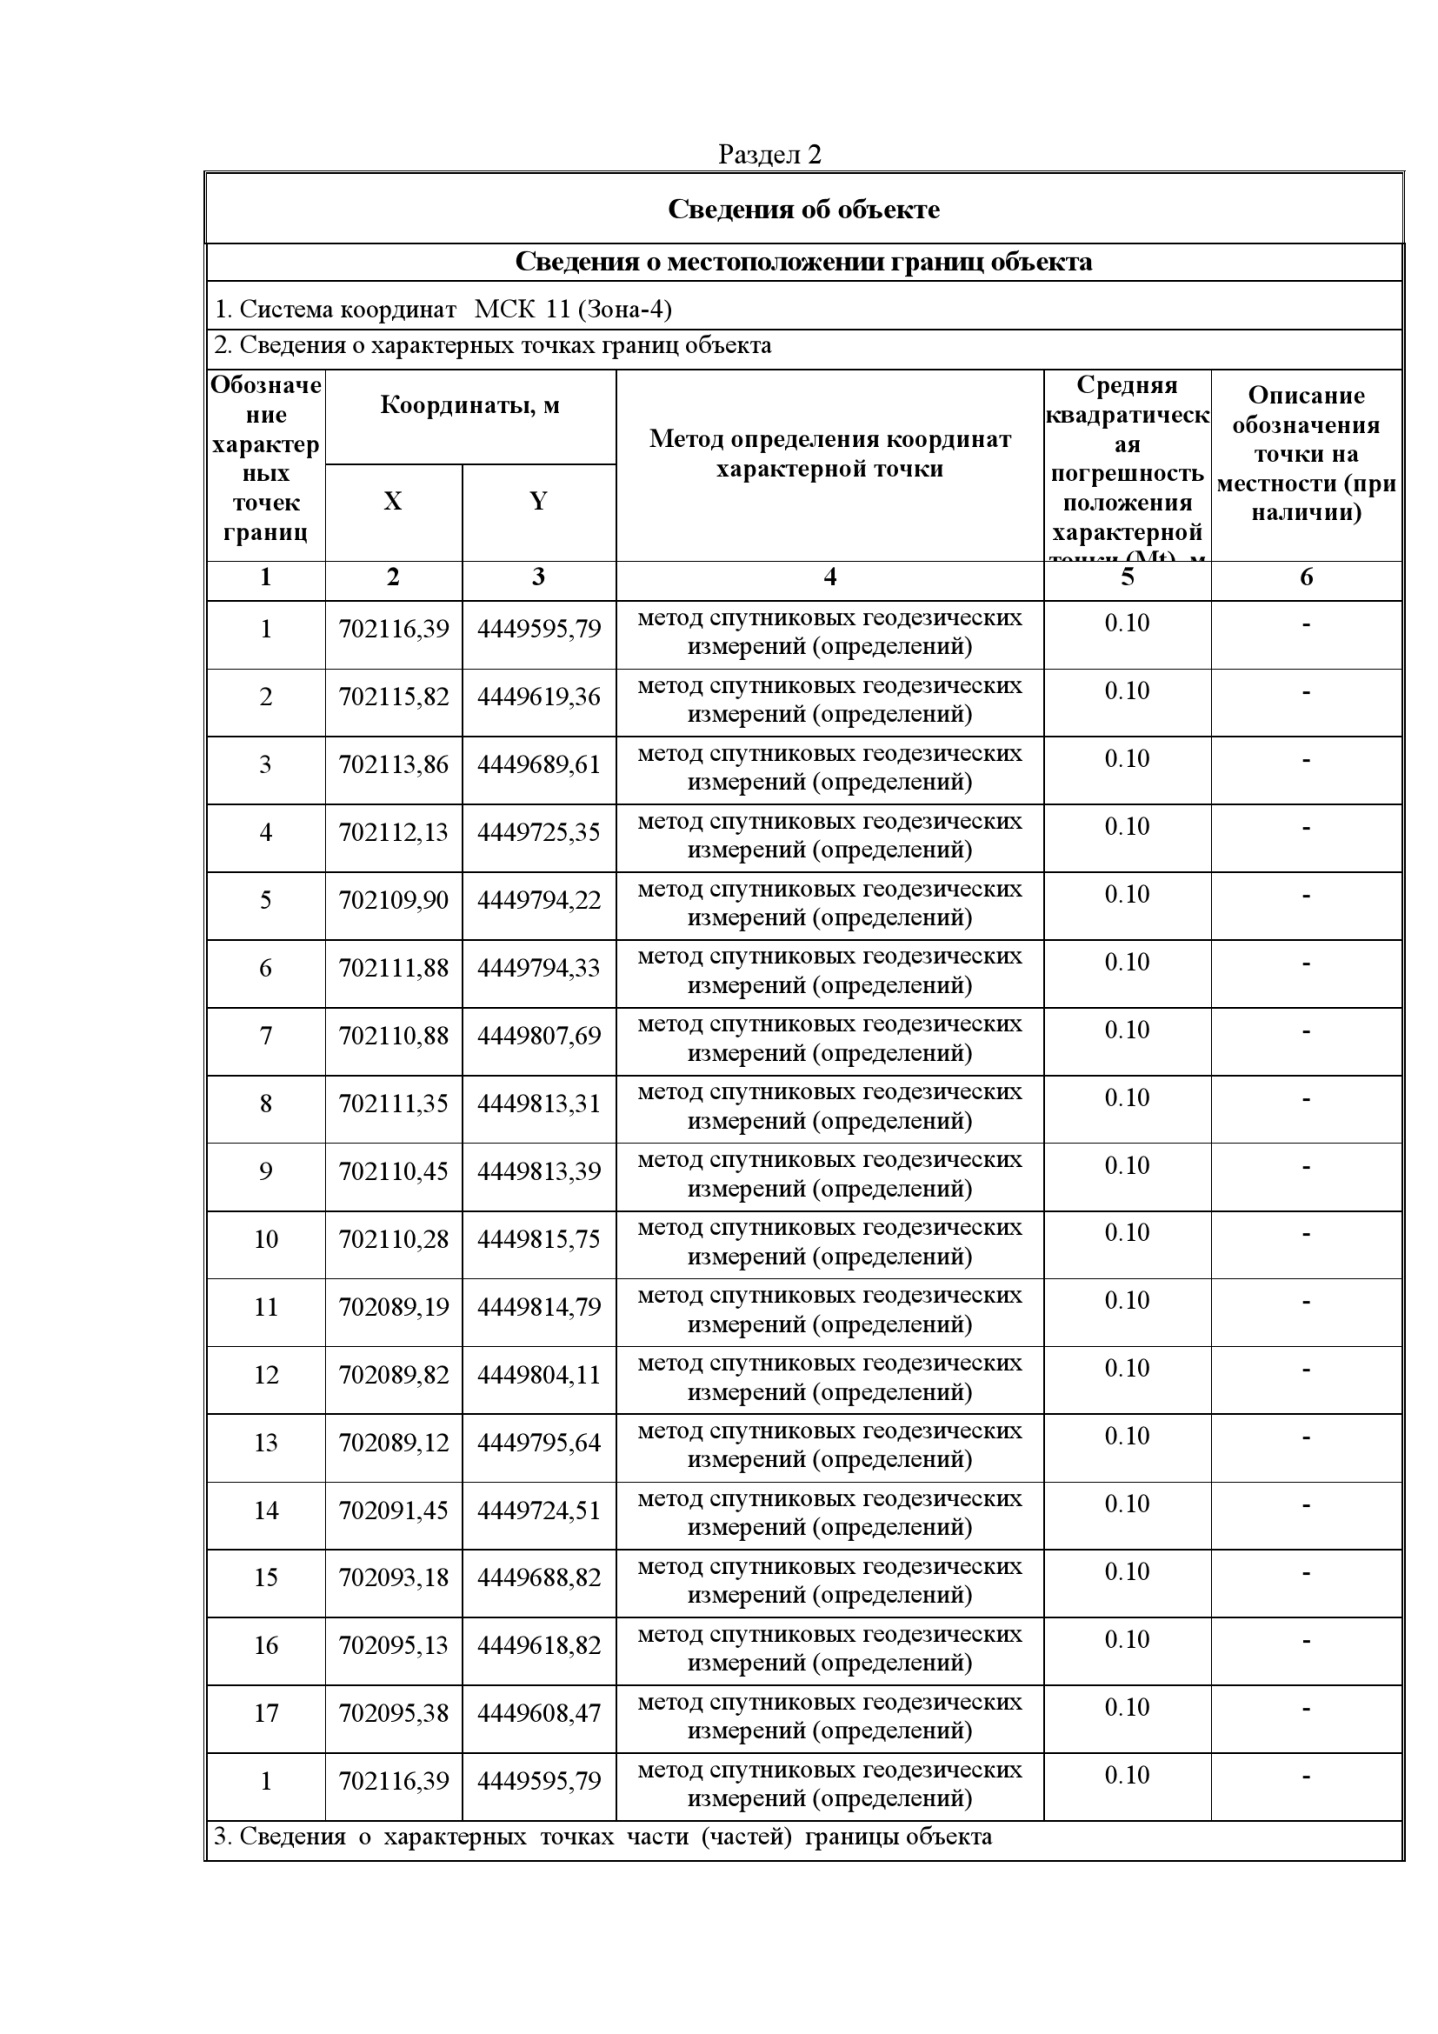 Раздел 2
Сведения об объекте
Сведения о местоположении границ объекта
1. Система координат МСК 11 (Зона-4)
2. Сведения о характерных точках границ объекта
Обозначе
ние
характер
ных
точек
границ
Координаты, м
X
Y
Метод определения координат
характерной точки
Средняя
квадратическ
ая
погрешность
положения
характерной
точки (Mt), м
Описание
обозначения
точки на
местности (при
наличии)
1 2 3 4 5 6
1 702116,39 4449595,79 метод спутниковых геодезических 0.10 -
измерений (определений)
2 702115,82 4449619,36 метод спутниковых геодезических 0.10 -
измерений (определений)
3 702113,86 4449689,61 метод спутниковых геодезических 0.10 -
измерений (определений)
4 702112,13 4449725,35 метод спутниковых геодезических 0.10 -
измерений (определений)
5 702109,90 4449794,22 метод спутниковых геодезических 0.10 -
измерений (определений)
6 702111,88 4449794,33 метод спутниковых геодезических 0.10 -
измерений (определений)
7 702110,88 4449807,69 метод спутниковых геодезических 0.10 -
измерений (определений)
8 702111,35 4449813,31 метод спутниковых геодезических 0.10 -
измерений (определений)
9 702110,45 4449813,39 метод спутниковых геодезических 0.10 -
измерений (определений)
10 702110,28 4449815,75 метод спутниковых геодезических 0.10 -
измерений (определений)
11 702089,19 4449814,79 метод спутниковых геодезических 0.10 -
измерений (определений)
12 702089,82 4449804,11 метод спутниковых геодезических 0.10 -
измерений (определений)
13 702089,12 4449795,64 метод спутниковых геодезических 0.10 -
измерений (определений)
14 702091,45 4449724,51 метод спутниковых геодезических 0.10 -
измерений (определений)
15 702093,18 4449688,82 метод спутниковых геодезических 0.10 -
измерений (определений)
16 702095,13 4449618,82 метод спутниковых геодезических 0.10 -
измерений (определений)
17 702095,38 4449608,47 метод спутниковых геодезических 0.10 -
измерений (определений)
1 702116,39 4449595,79 метод спутниковых геодезических 0.10 -
измерений (определений)
3. Сведения о характерных точках части (частей) границы объекта